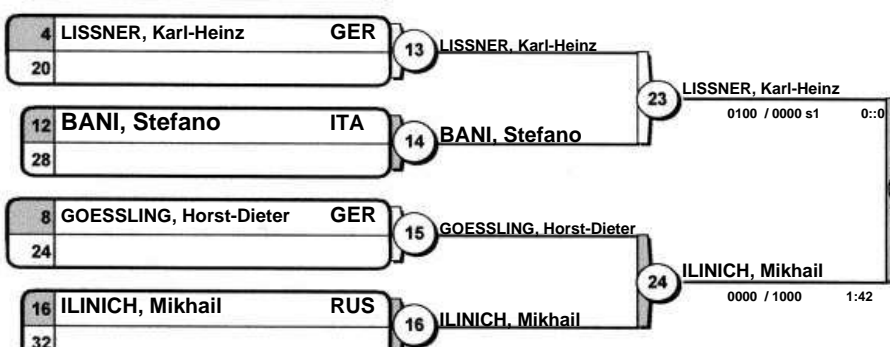 4 LISSNER, Karl-Heinz GER
20
13 LISSNER, Karl-Heinz
12 BANI, Stefano ITA
28
14 BANI, Stefano
23 LISSNER, Karl-Heinz
0100 / 0000 s1 0::0
8 GOESSLING, Horst-Dieter GER
24
15 GOESSLING, Horst-Dieter
16 ILINICH, Mikhail RUS
32
16 ILINICH, Mikhail
24 ILINICH, Mikhail
0000 / 1000 1:42